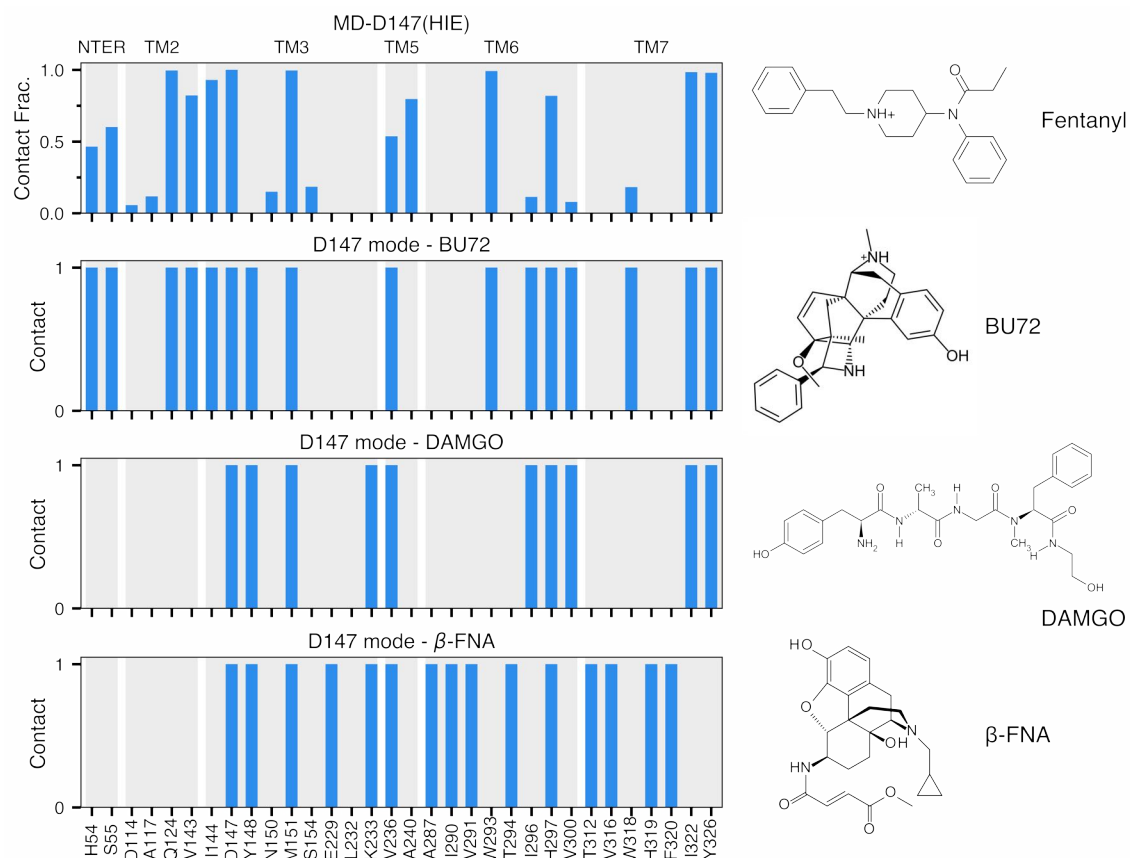 MD-D147(HIE)
NTER TM2 TM3 TM5 TM6 TM7
Contact Frac.
1.0
0.5
0.0
O
NH+
N
Fentanyl
D147 mode - BU72
Contact
1
0
+NH
O
NH
OH
BU72
D147 mode - DAMGO
Contact
1
0
HO
NH2
O
N
H
CH3
O
H
N
O
N
CH3
O
N
H
OH
DAMGO
D147 mode - β-FNA
Contact
1
0
HO
O
N
OH
HN
O
O
O
β-FNA
H54 S55 D114 A117 Q124 V143 I144 D147 Y148 N150 M151 S154 E229 L232 K233 V236 A240 A287 I290 V291 W293 T294 I296 H297 V300 T312 V316 W318 H319 F320 I322 Y326